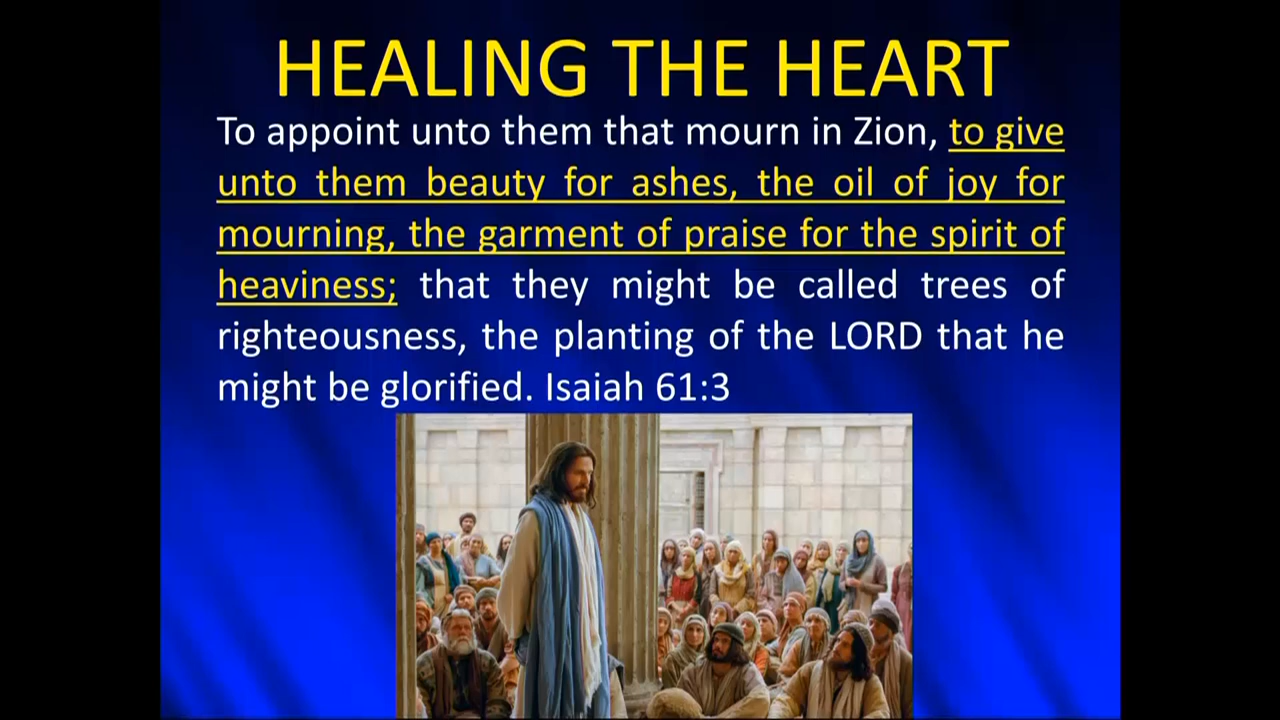 HEALING THE HEART
To appoint unto them that mourn in Zion, to give
unto them beauty for ashes, the oil of joy for
mourning, the garment of praise for the spirit of
heaviness; that they might be called trees of
righteousness, the planting of the LORD that he
might be glorified. Isaiah 61:3